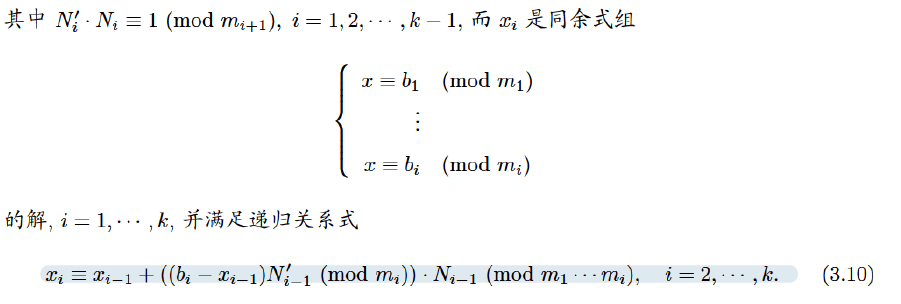 其中 N′ᵢ · Nᵢ ≡ 1 (mod mᵢ₊₁), i = 1, 2, ⋯ , k − 1, 而 xᵢ 是同余式组
x ≡ b₁ (mod m₁)
⋮
x ≡ bᵢ (mod mᵢ)
的解, i = 1, ⋯ , k, 并满足递归关系式
xᵢ ≡ xᵢ₋₁ + ((bᵢ − xᵢ₋₁)N′ᵢ₋₁ (mod mᵢ)) · Nᵢ₋₁ (mod m₁ ⋯ mᵢ), i = 2, ⋯ , k. (3.10)